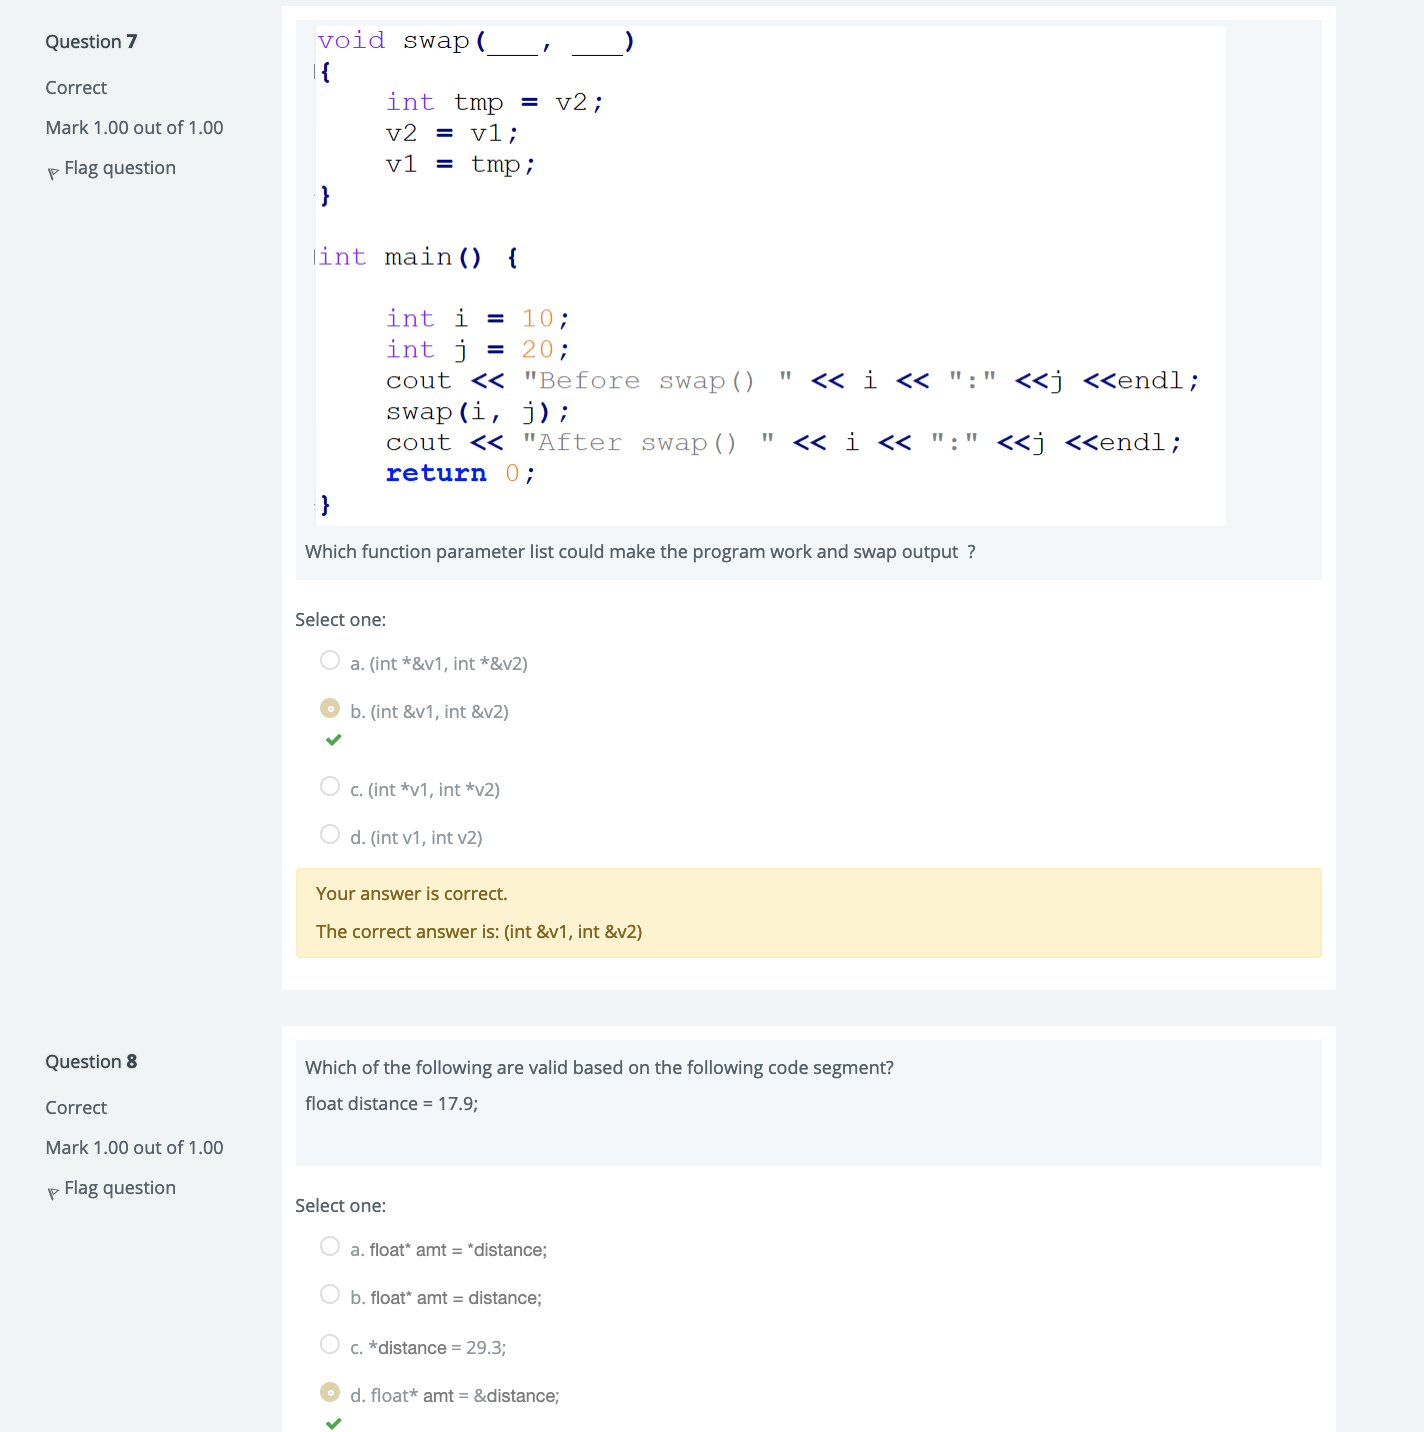 Question 7
Correct
Mark 1.00 out of 1.00
Flag question
void swap(___, ___)
{
int tmp = v2;
v2 = v1;
v1 = tmp;
}
int main() {
int i = 10;
int j = 20;
cout << "Before swap() " << i << ":" <<j <<endl;
swap(i, j);
cout << "After swap() " << i << ":" <<j <<endl;
return 0;
}
Which function parameter list could make the program work and swap output ?
Select one:
a. (int *&v1, int *&v2)
b. (int &v1, int &v2)
c. (int *v1, int *v2)
d. (int v1, int v2)
Your answer is correct.
The correct answer is: (int &v1, int &v2)
Question 8
Correct
Mark 1.00 out of 1.00
Flag question
Which of the following are valid based on the following code segment?
float distance = 17.9;
Select one:
a. float* amt = *distance;
b. float* amt = distance;
c. *distance = 29.3;
d. float* amt = &distance;